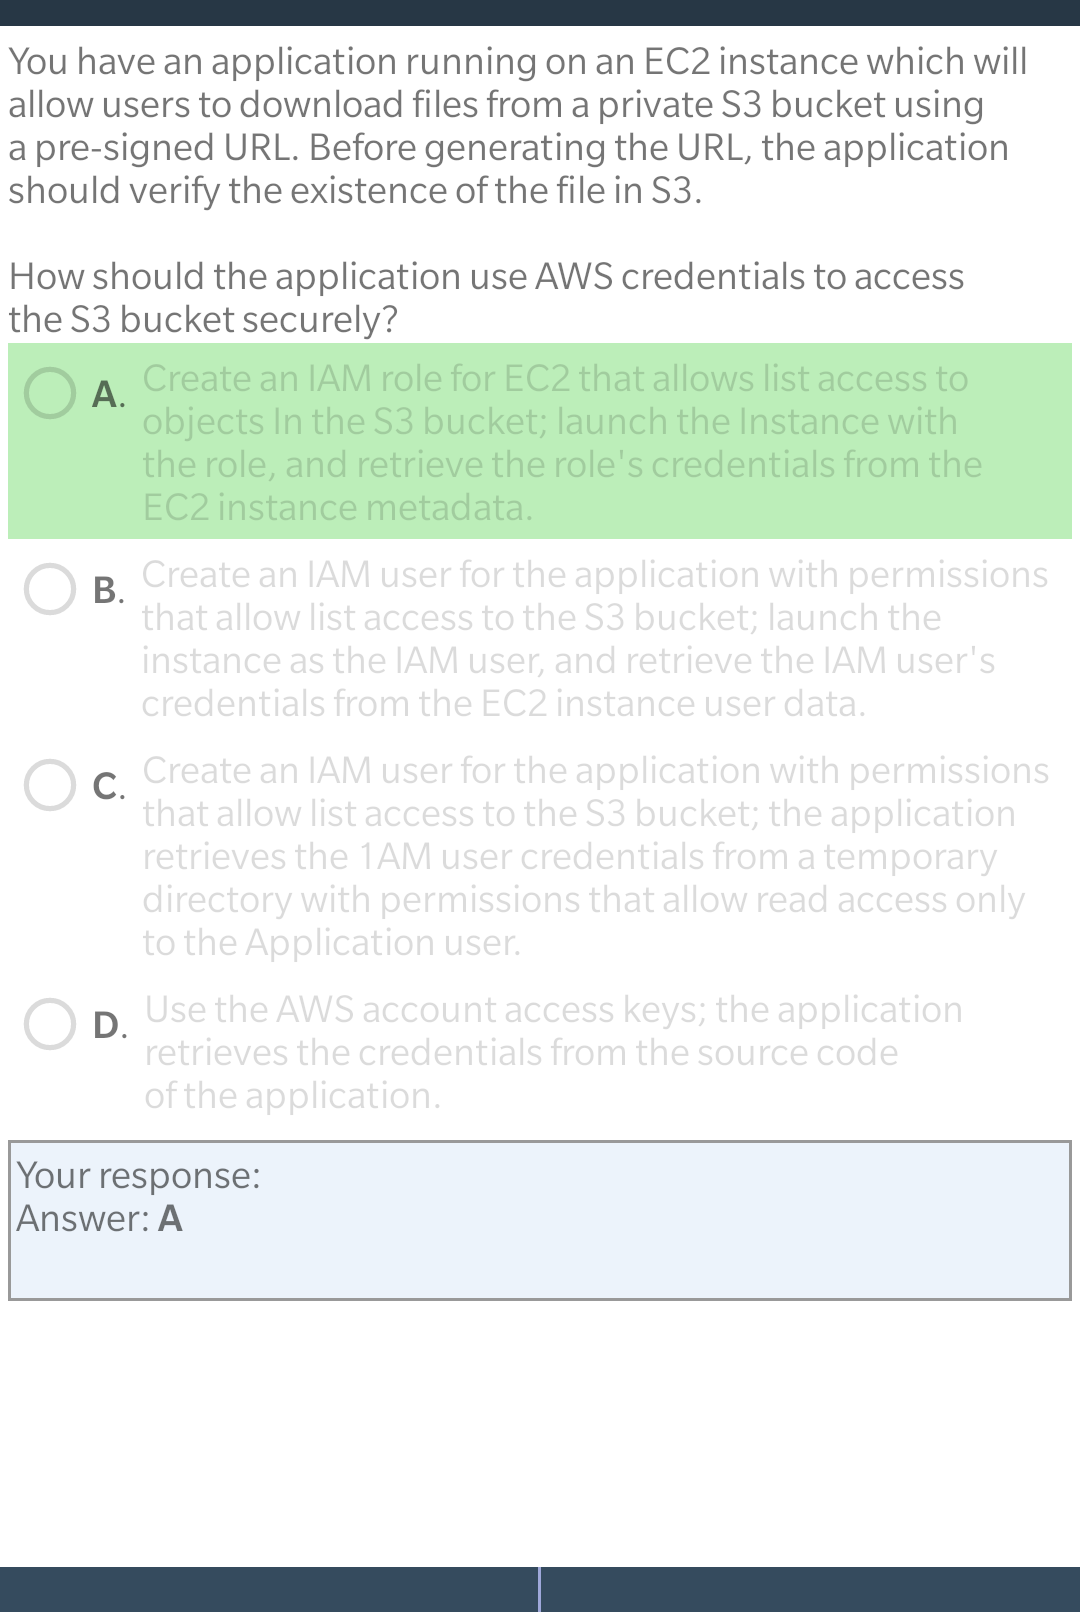 You have an application running on an EC2 instance which will
allow users to download files from a private S3 bucket using
a pre-signed URL. Before generating the URL, the application
should verify the existence of the file in S3.
How should the application use AWS credentials to access
the S3 bucket securely?
A. Create an IAM role for EC2 that allows list access to
objects In the S3 bucket; launch the Instance with
the role, and retrieve the role's credentials from the
EC2 instance metadata.
B. Create an IAM user for the application with permissions
that allow list access to the S3 bucket; launch the
instance as the IAM user, and retrieve the IAM user's
credentials from the EC2 instance user data.
C. Create an IAM user for the application with permissions
that allow list access to the S3 bucket; the application
retrieves the 1AM user credentials from a temporary
directory with permissions that allow read access only
to the Application user.
D. Use the AWS account access keys; the application
retrieves the credentials from the source code
of the application.
Your response:
Answer: A